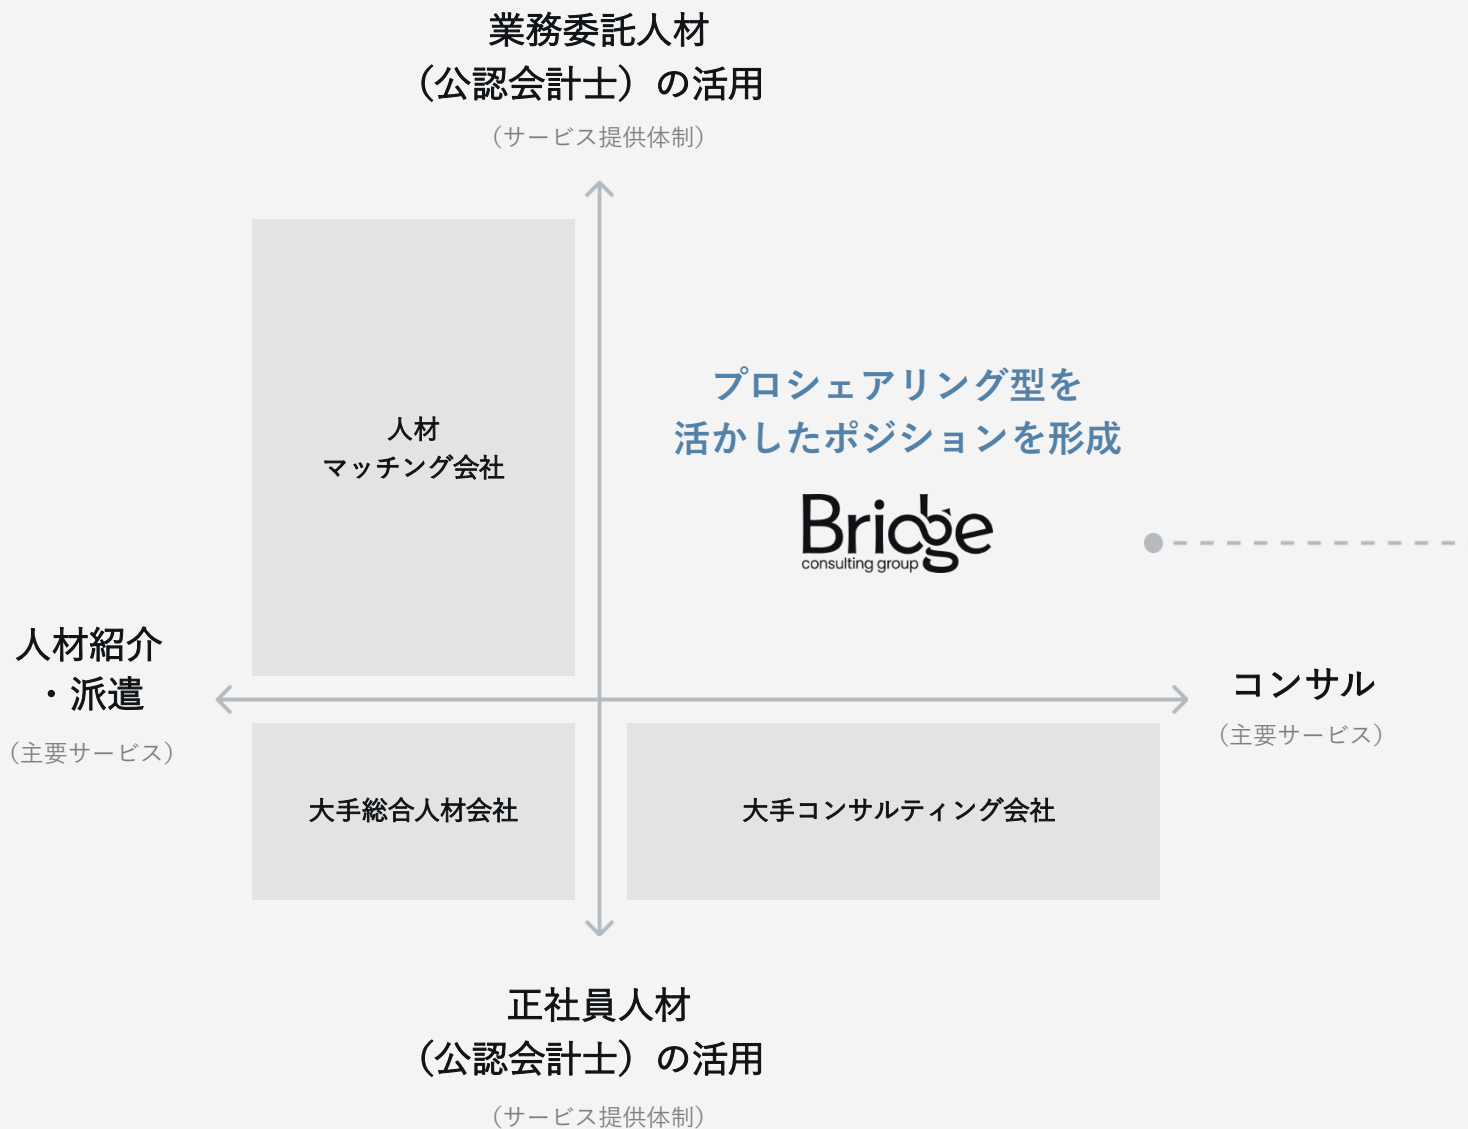 業務委託人材
（公認会計士）の活用
（サービス提供体制）
人材
マッチング会社
プロシェアリング型を
活かしたポジションを形成
Bridge
consulting group
人材紹介
・派遣
（主要サービス）
コンサル
（主要サービス）
大手総合人材会社
大手コンサルティング会社
正社員人材
（公認会計士）の活用
（サービス提供体制）